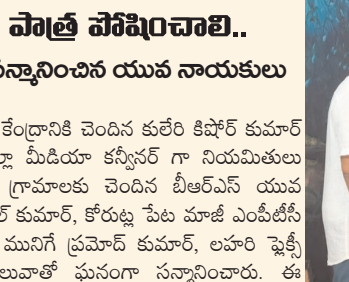 పాత్ర పోషించాలి..
సన్మానించిన యువ నాయకులు
కేంద్రానికి చెందిన కులేరి కిషోర్ కుమార్
మీడియా కన్వీనర్ గా నియమితులు
గ్రామాలకు చెందిన బీఆర్ఎస్ యువ
కుమార్, కోరుట్ల పేట మాజీ ఎంపీటీసీ
మునిగే ప్రమోద్ కుమార్, లహరి ఫ్లెక్సీ
ఘనంగా సన్మానించారు. ఈ